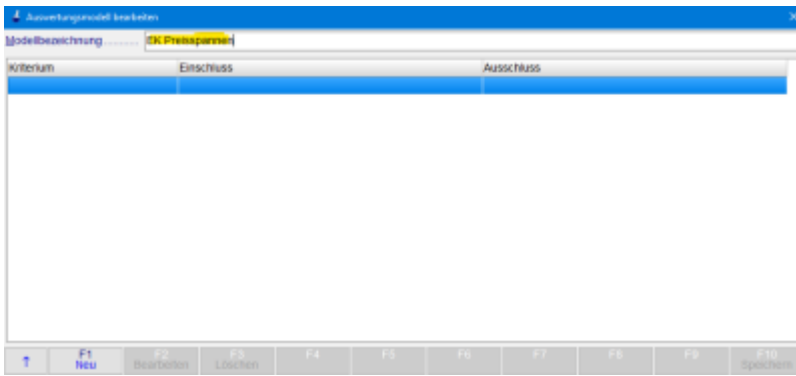 Auswertungsmodell bearbeiten
Modellbezeichnung......... EK Preisspannen
Kriterium Einschluss Ausschluss
F1 F2 F3 F4 F5 F6 F7 F8 F9 F10
↑ Neu Bearbeiten Löschen Speichern